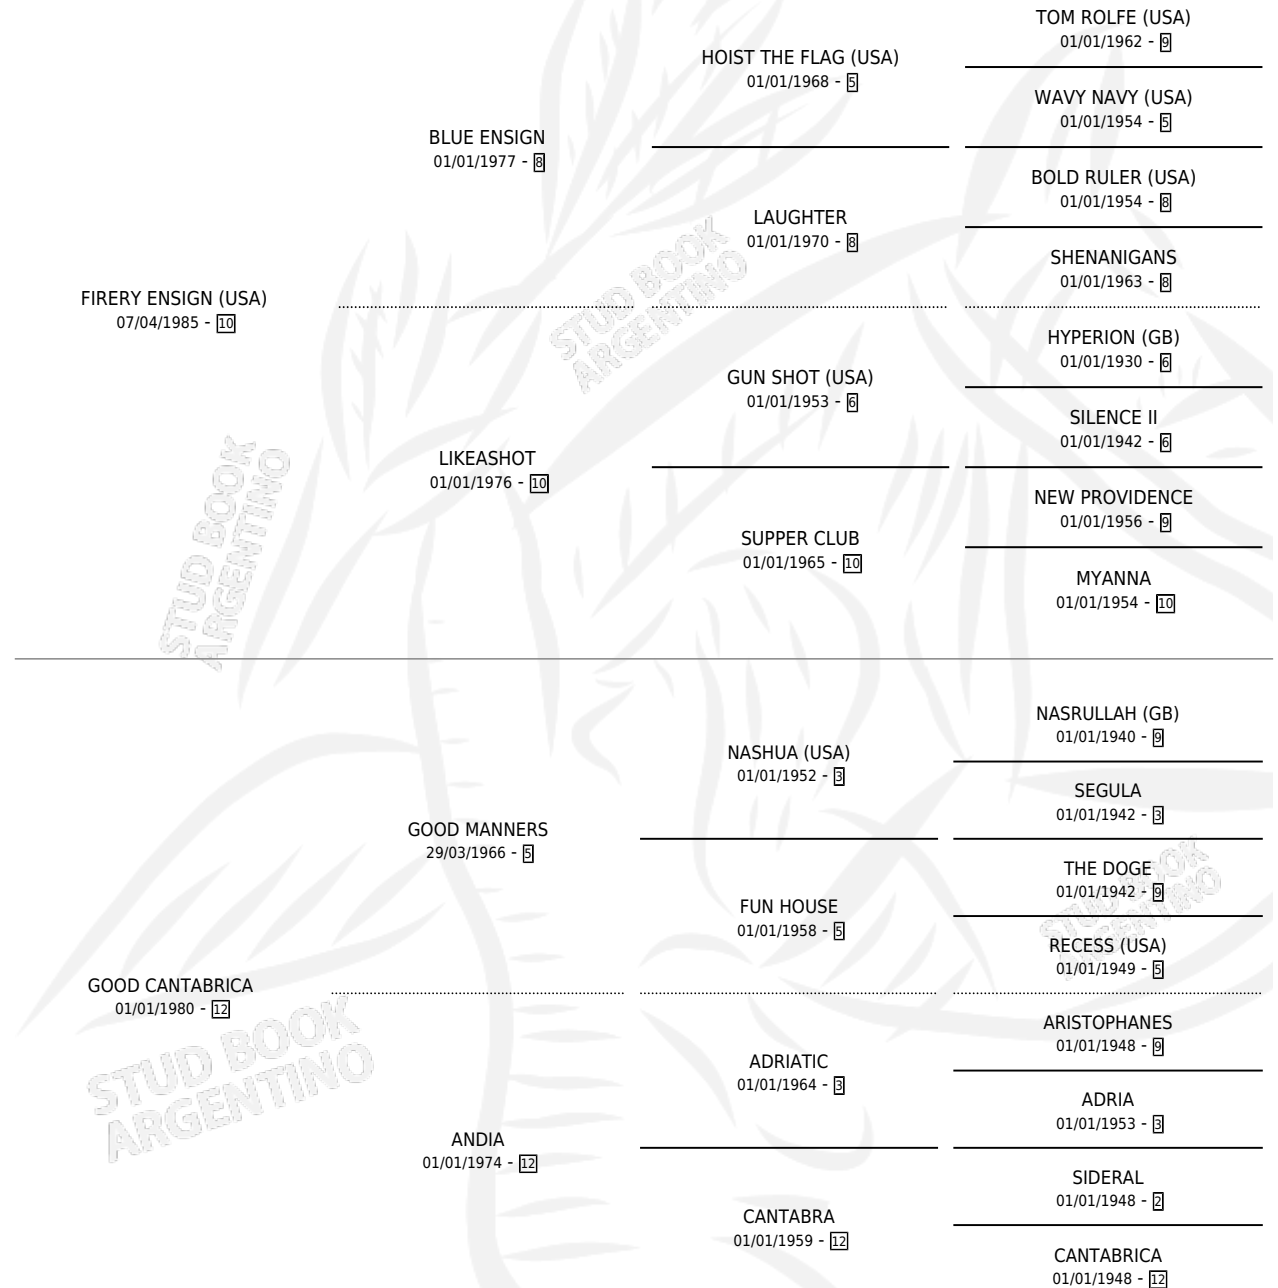 TOM ROLFE (USA)
01/01/1962 - 9
HOIST THE FLAG (USA)
01/01/1968 - 5
WAVY NAVY (USA)
01/01/1954 - 5
BLUE ENSIGN
01/01/1977 - 8
BOLD RULER (USA)
01/01/1954 - 8
LAUGHTER
01/01/1970 - 8
SHENANIGANS
01/01/1963 - 8
FIRERY ENSIGN (USA)
07/04/1985 - 10
STUD BOOK
ARGENTINO
HYPERION (GB)
01/01/1930 - 6
GUN SHOT (USA)
01/01/1953 - 6
SILENCE II
01/01/1942 - 6
LIKEASHOT
01/01/1976 - 10
NEW PROVIDENCE
01/01/1956 - 9
SUPPER CLUB
01/01/1965 - 10
MYANNA
01/01/1954 - 10
STUD BOOK
ARGENTINO
NASRULLAH (GB)
01/01/1940 - 9
NASHUA (USA)
01/01/1952 - 3
SEGULA
01/01/1942 - 3
GOOD MANNERS
29/03/1966 - 5
THE DOGE
01/01/1942 - 9
FUN HOUSE
01/01/1958 - 5
STUD BOOK
ARGENTINO
RECESS (USA)
01/01/1949 - 5
GOOD CANTABRICA
01/01/1980 - 12
ARISTOPHANES
01/01/1948 - 9
ADRIATIC
01/01/1964 - 3
STUD BOOK
ARGENTINO
ADRIA
01/01/1953 - 3
ANDIA
01/01/1974 - 12
SIDERAL
01/01/1948 - 2
CANTABRA
01/01/1959 - 12
CANTABRICA
01/01/1948 - 12